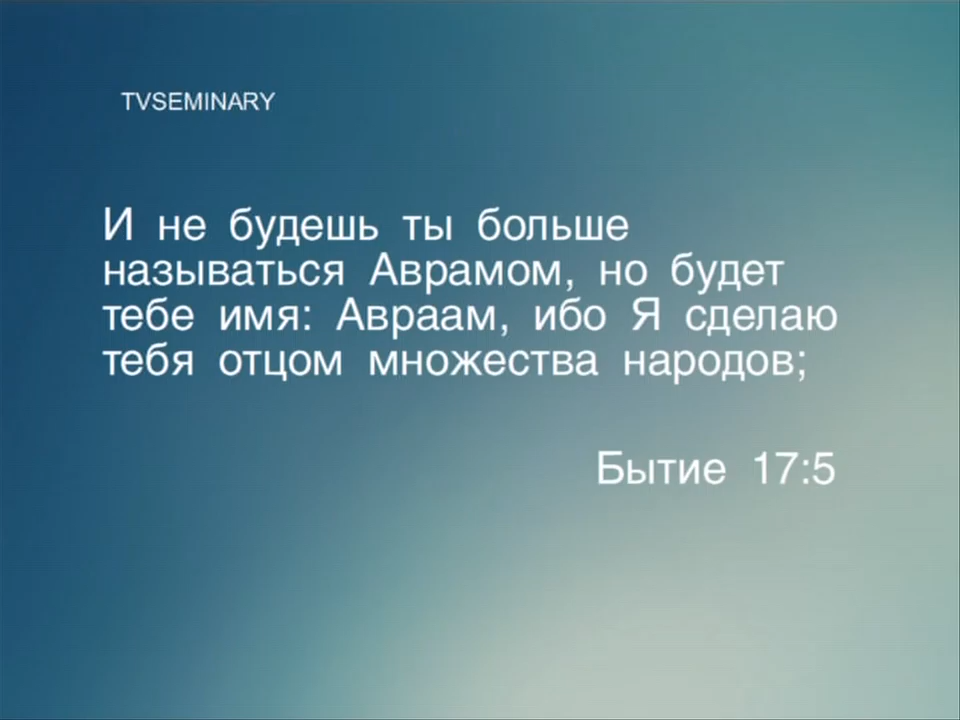 TVSEMINARY
И не будешь ты больше
называться Аврамом, но будет
тебе имя: Авраам, ибо Я сделаю
тебя отцом множества народов;
Бытие 17:5